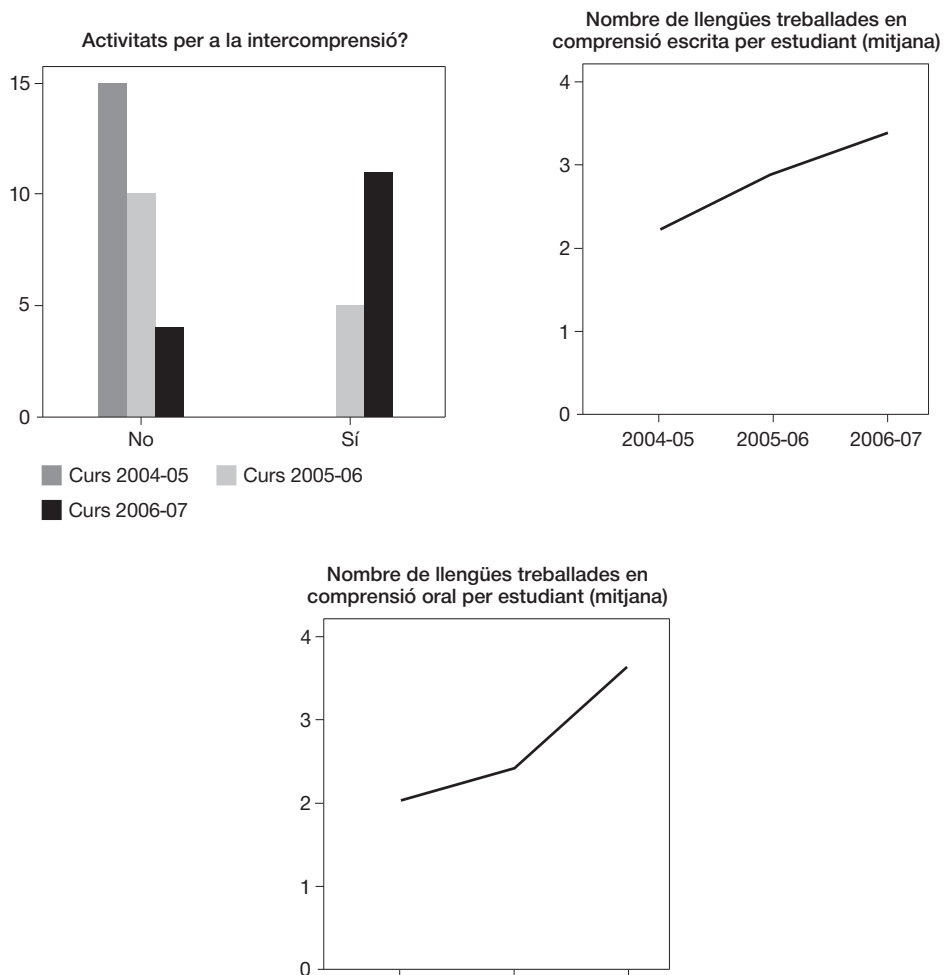 Activitats per a la intercomprensió?
15
10
5
0
No
Sí
Curs 2004-05
Curs 2005-06
Curs 2006-07
Nombre de llengües treballades en
comprensió escrita per estudiant (mitjana)
4
3
2
1
0
2004-05
2005-06
2006-07
Nombre de llengües treballades en
comprensió oral per estudiant (mitjana)
4
3
2
1
0